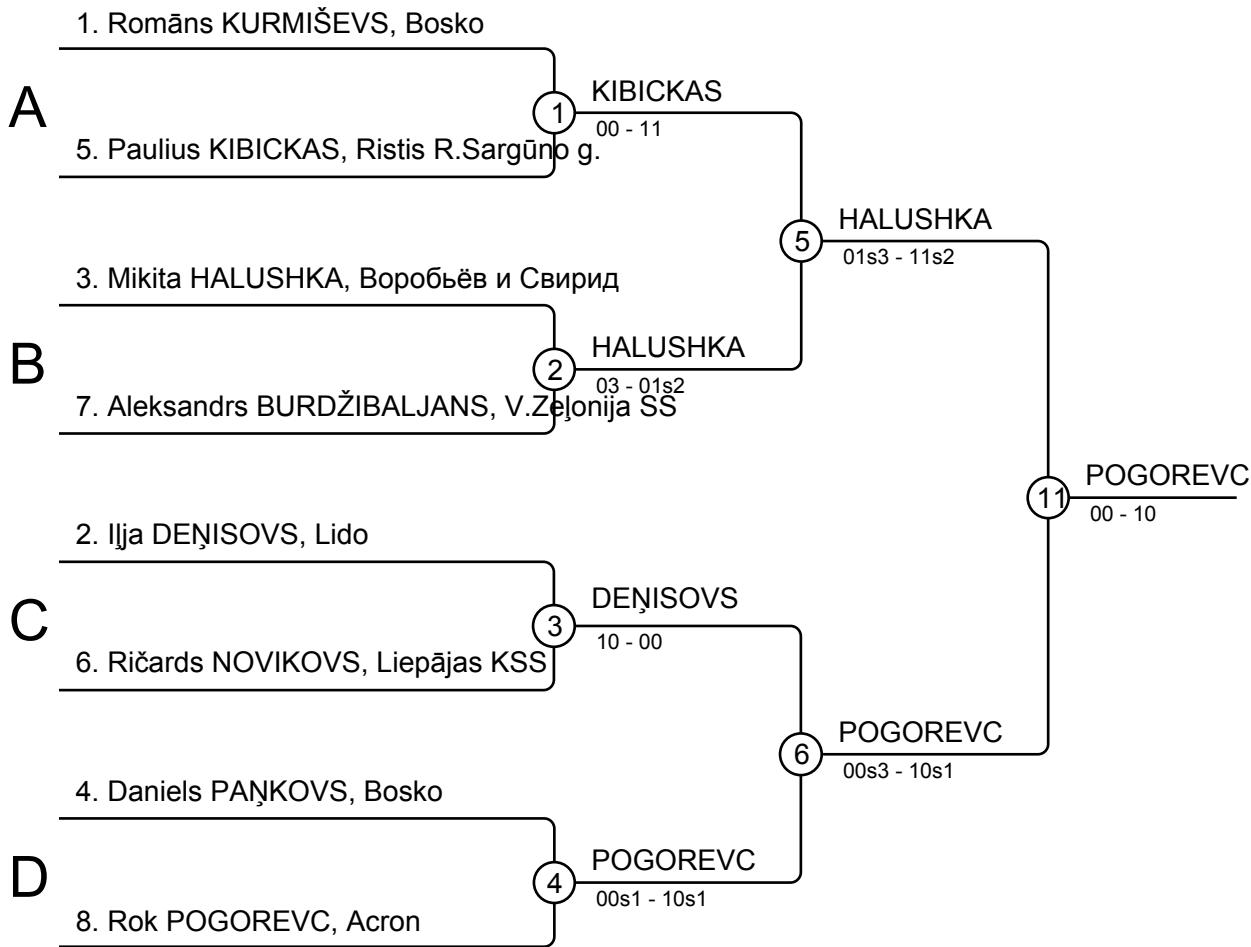 1. Romāns KURMIŠEVS, Bosko
A
1
KIBICKAS
00 - 11
5. Paulius KIBICKAS, Ristis R.Sargūno g.
5
HALUSHKA
01s3 - 11s2
3. Mikita HALUSHKA, Воробьёв и Свирид
B
2
HALUSHKA
03 - 01s2
7. Aleksandrs BURDŽIBALJANS, V.Zeļonija SS
11
POGOREVC
00 - 10
2. Iļja DEŅISOVS, Lido
C
3
DEŅISOVS
10 - 00
6. Ričards NOVIKOVS, Liepājas KSS
6
POGOREVC
00s3 - 10s1
4. Daniels PAŅKOVS, Bosko
D
4
POGOREVC
00s1 - 10s1
8. Rok POGOREVC, Acron